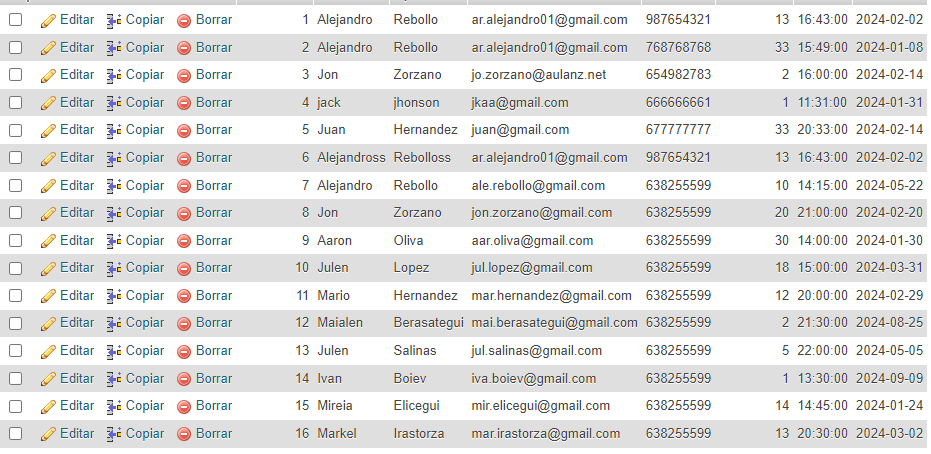 Editar Copiar Borrar 1 Alejandro Rebollo ar.alejandro01@gmail.com 987654321 13 16:43:00 2024-02-02
Editar Copiar Borrar 2 Alejandro Rebollo ar.alejandro01@gmail.com 768768768 33 15:49:00 2024-01-08
Editar Copiar Borrar 3 Jon Zorzano jo.zorzano@aulanz.net 654982783 2 16:00:00 2024-02-14
Editar Copiar Borrar 4 jack jhonson jkaa@gmail.com 666666661 1 11:31:00 2024-01-31
Editar Copiar Borrar 5 Juan Hernandez juan@gmail.com 677777777 33 20:33:00 2024-02-14
Editar Copiar Borrar 6 Alejandross Rebolloss ar.alejandro01@gmail.com 987654321 13 16:43:00 2024-02-02
Editar Copiar Borrar 7 Alejandro Rebollo ale.rebollo@gmail.com 638255599 10 14:15:00 2024-05-22
Editar Copiar Borrar 8 Jon Zorzano jon.zorzano@gmail.com 638255599 20 21:00:00 2024-02-20
Editar Copiar Borrar 9 Aaron Oliva aar.oliva@gmail.com 638255599 30 14:00:00 2024-01-30
Editar Copiar Borrar 10 Julen Lopez jul.lopez@gmail.com 638255599 18 15:00:00 2024-03-31
Editar Copiar Borrar 11 Mario Hernandez mar.hernandez@gmail.com 638255599 12 20:00:00 2024-02-29
Editar Copiar Borrar 12 Maialen Berasategui mai.berasategui@gmail.com 638255599 2 21:30:00 2024-08-25
Editar Copiar Borrar 13 Julen Salinas jul.salinas@gmail.com 638255599 5 22:00:00 2024-05-05
Editar Copiar Borrar 14 Ivan Boiev iva.boiev@gmail.com 638255599 1 13:30:00 2024-09-09
Editar Copiar Borrar 15 Mireia Elicegui mir.elicegui@gmail.com 638255599 14 14:45:00 2024-01-24
Editar Copiar Borrar 16 Markel Irastorza mar.irastorza@gmail.com 638255599 13 20:30:00 2024-03-02